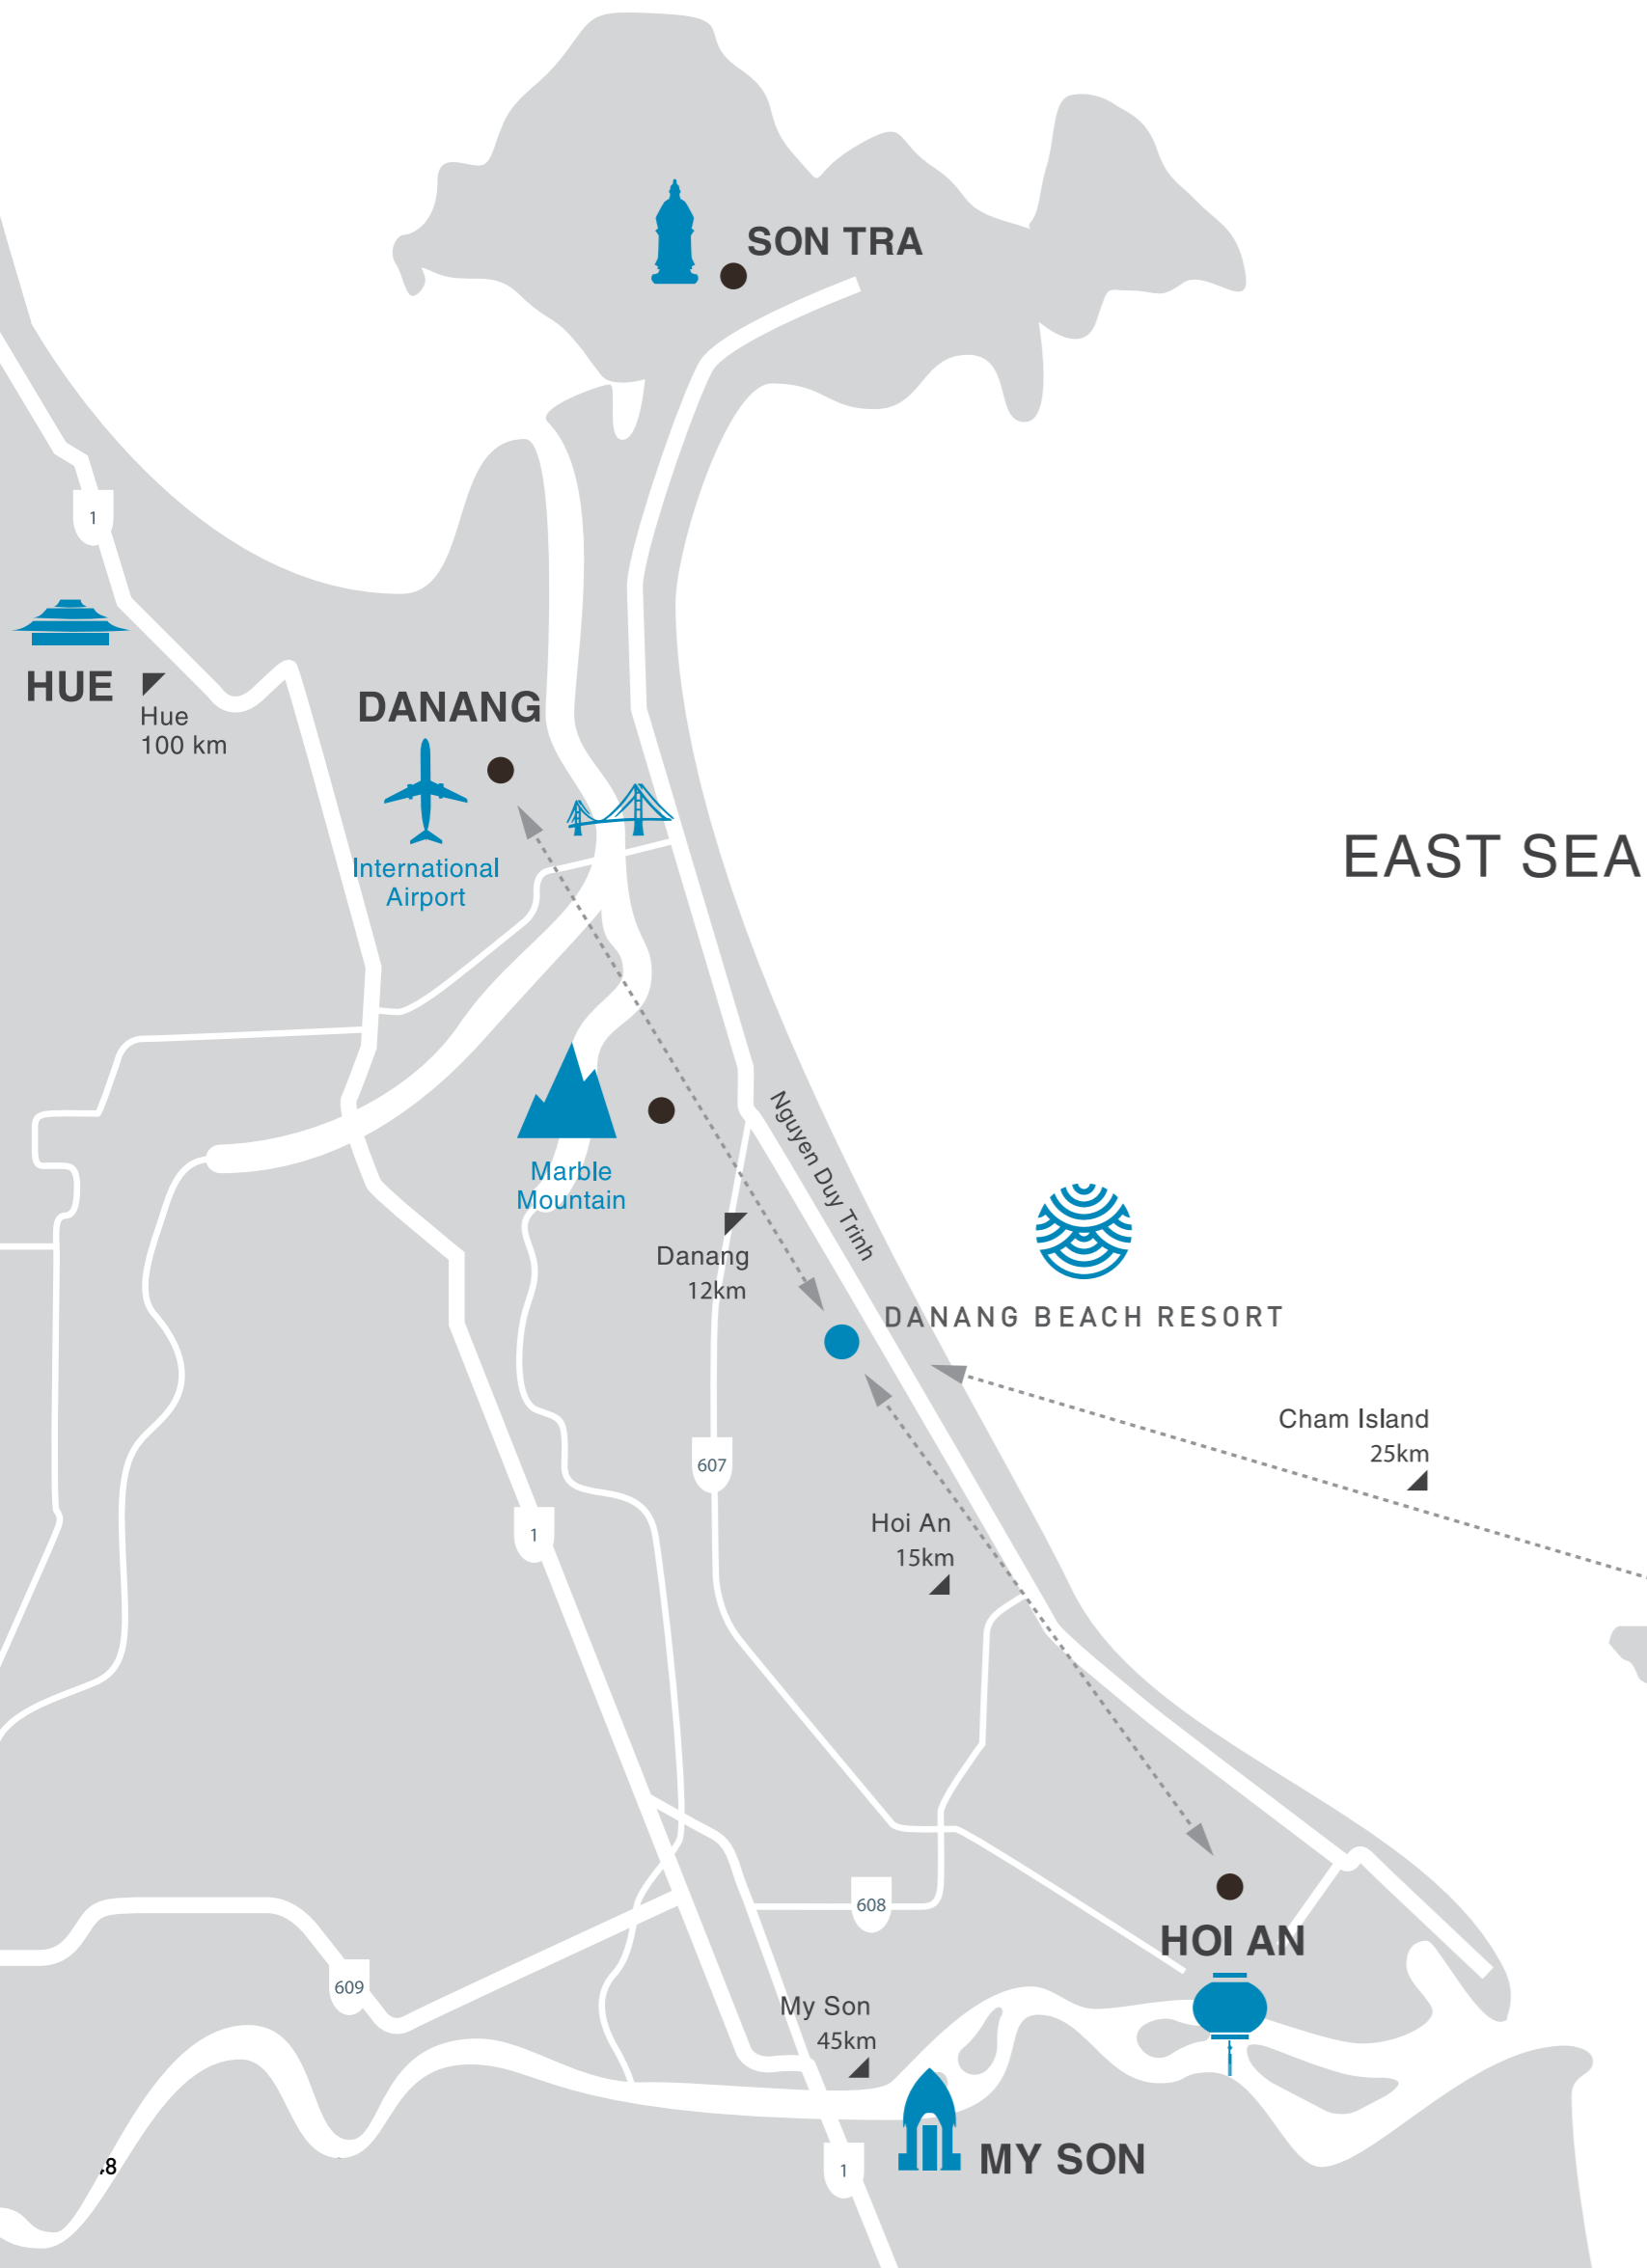 SON TRA
1
HUE
Hue
100 km
DANANG
International
Airport
EAST SEA
Marble
Mountain
Nguyen Duy Trinh
Danang
12km
DANANG BEACH RESORT
Cham Island
25km
607
Hoi An
15km
1
608
HOI AN
609
My Son
45km
MY SON
1